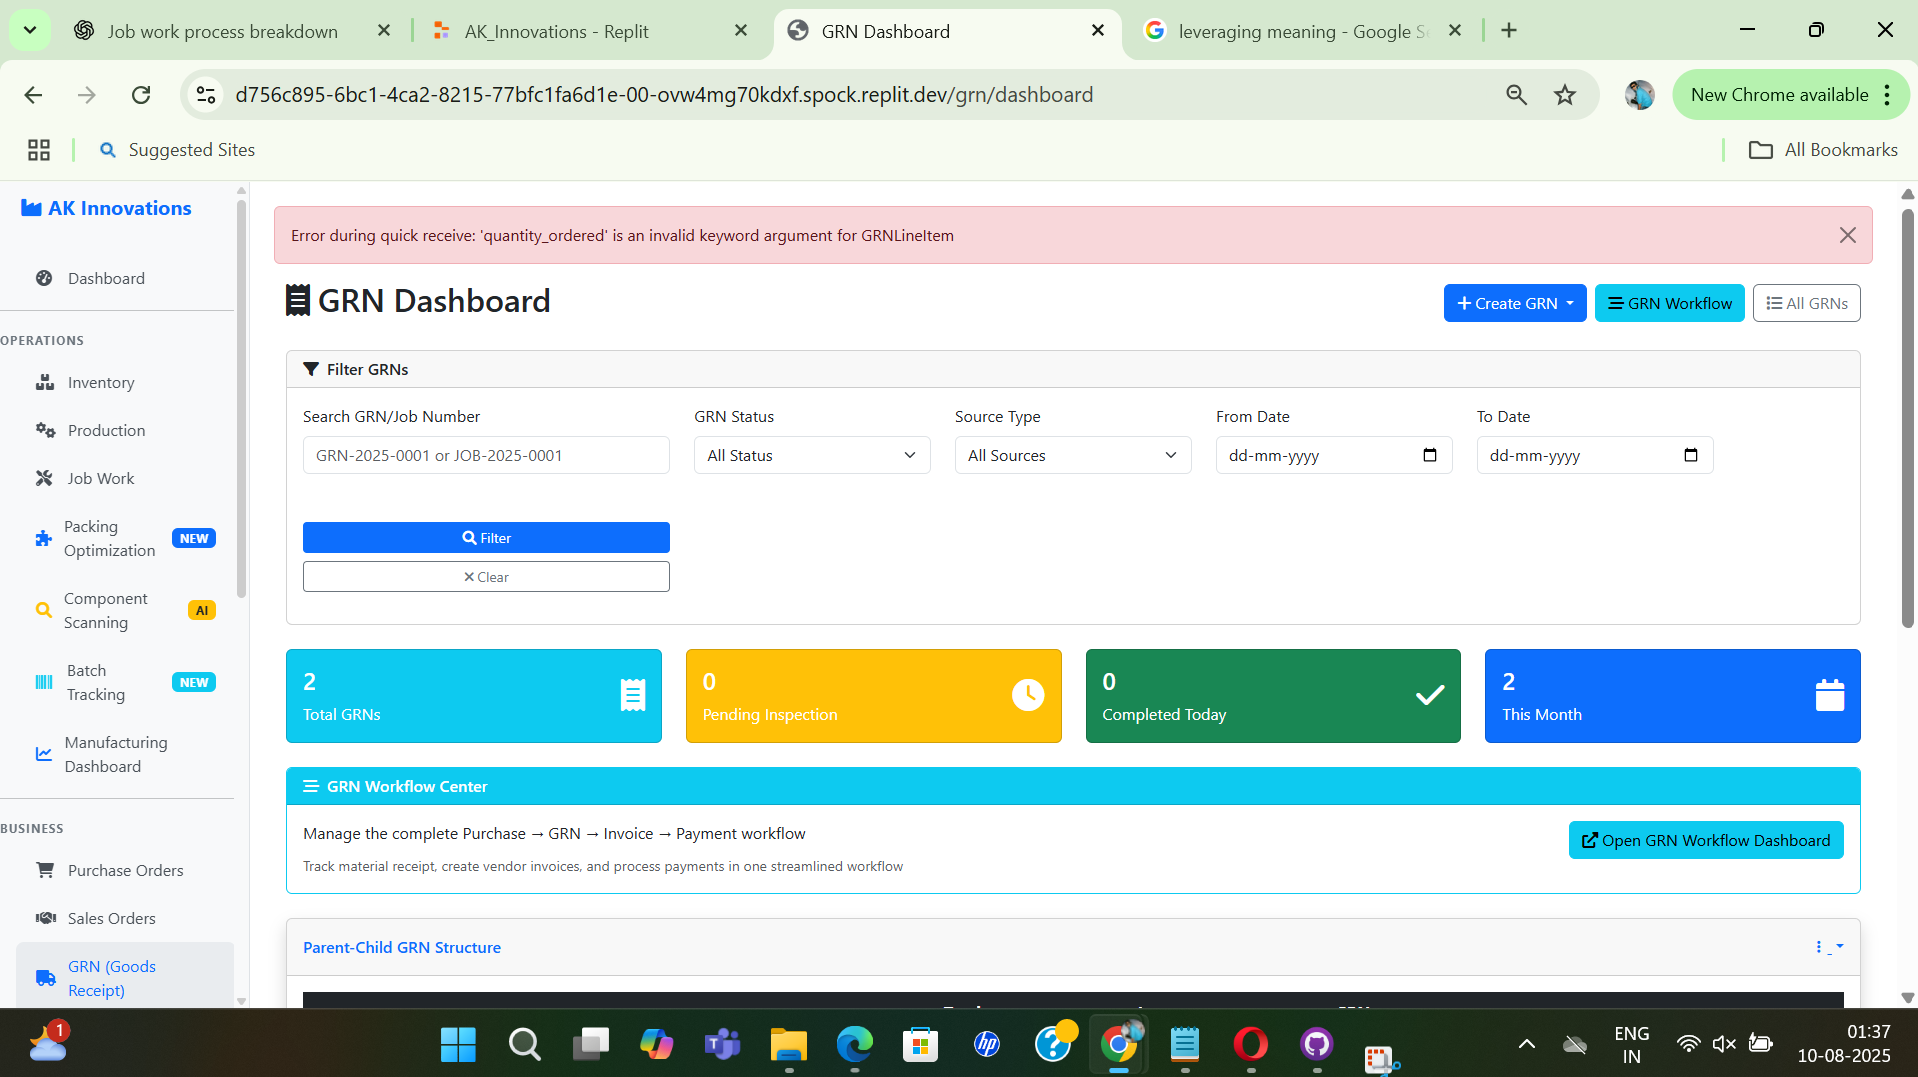 Job work process breakdown
AK_Innovations - Replit
GRN Dashboard
leveraging meaning - Google S
d756c895-6bc1-4ca2-8215-77bfc1fa6d1e-00-ovw4mg70kdxf.spock.replit.dev/grn/dashboard
New Chrome available
Suggested Sites
All Bookmarks
AK Innovations
Dashboard
OPERATIONS
Inventory
Production
Job Work
Packing
Optimization
NEW
Component
Scanning
AI
Batch
Tracking
NEW
Manufacturing
Dashboard
BUSINESS
Purchase Orders
Sales Orders
GRN (Goods
Receipt)
Error during quick receive: 'quantity_ordered' is an invalid keyword argument for GRNLineItem
GRN Dashboard
Create GRN
GRN Workflow
All GRNs
Filter GRNs
Search GRN/Job Number
GRN Status
Source Type
From Date
To Date
GRN-2025-0001 or JOB-2025-0001
All Status
All Sources
dd-mm-yyyy
dd-mm-yyyy
Filter
Clear
2
Total GRNs
0
Pending Inspection
0
Completed Today
2
This Month
GRN Workflow Center
Manage the complete Purchase → GRN → Invoice → Payment workflow
Track material receipt, create vendor invoices, and process payments in one streamlined workflow
Open GRN Workflow Dashboard
Parent-Child GRN Structure
1
hp
ENG
IN
01:37
10-08-2025